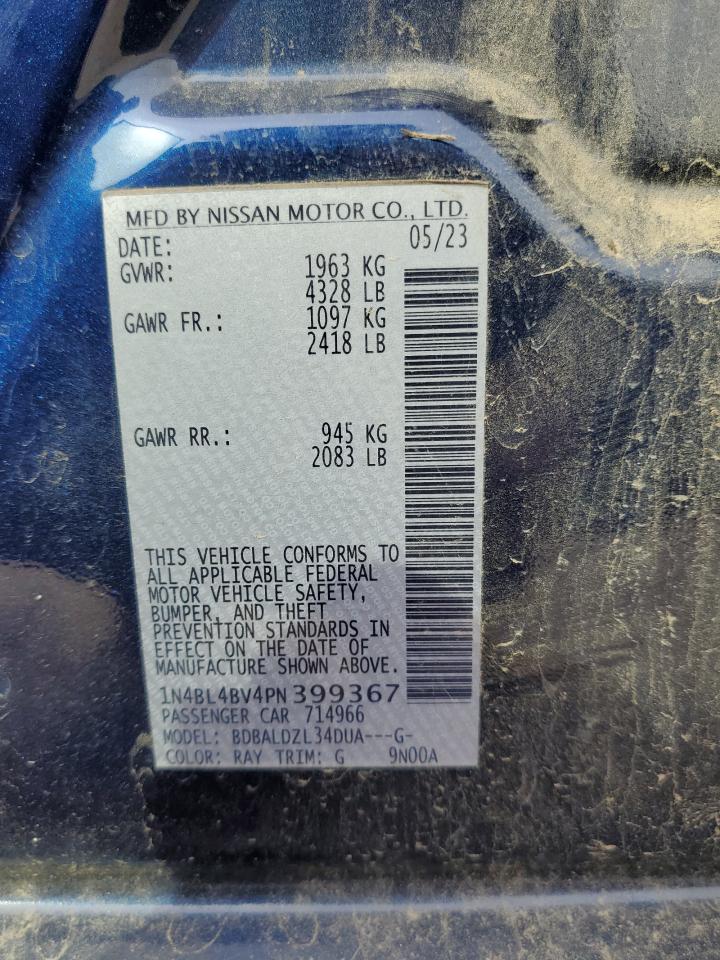 MFD BY NISSAN MOTOR CO., LTD.
DATE: 05/23
GVWR: 1963 KG
4328 LB
GAWR FR.: 1097 KG
2418 LB
GAWR RR.: 945 KG
2083 LB
THIS VEHICLE CONFORMS TO
ALL APPLICABLE FEDERAL
MOTOR VEHICLE SAFETY,
BUMPER, AND THEFT
PREVENTION STANDARDS IN
EFFECT ON THE DATE OF
MANUFACTURE SHOWN ABOVE.
1N4BL4BV4PN399367
PASSENGER CAR 714966
MODEL: BDBALDZL34DUA---G-
COLOR: RAY TRIM: G 9N00A